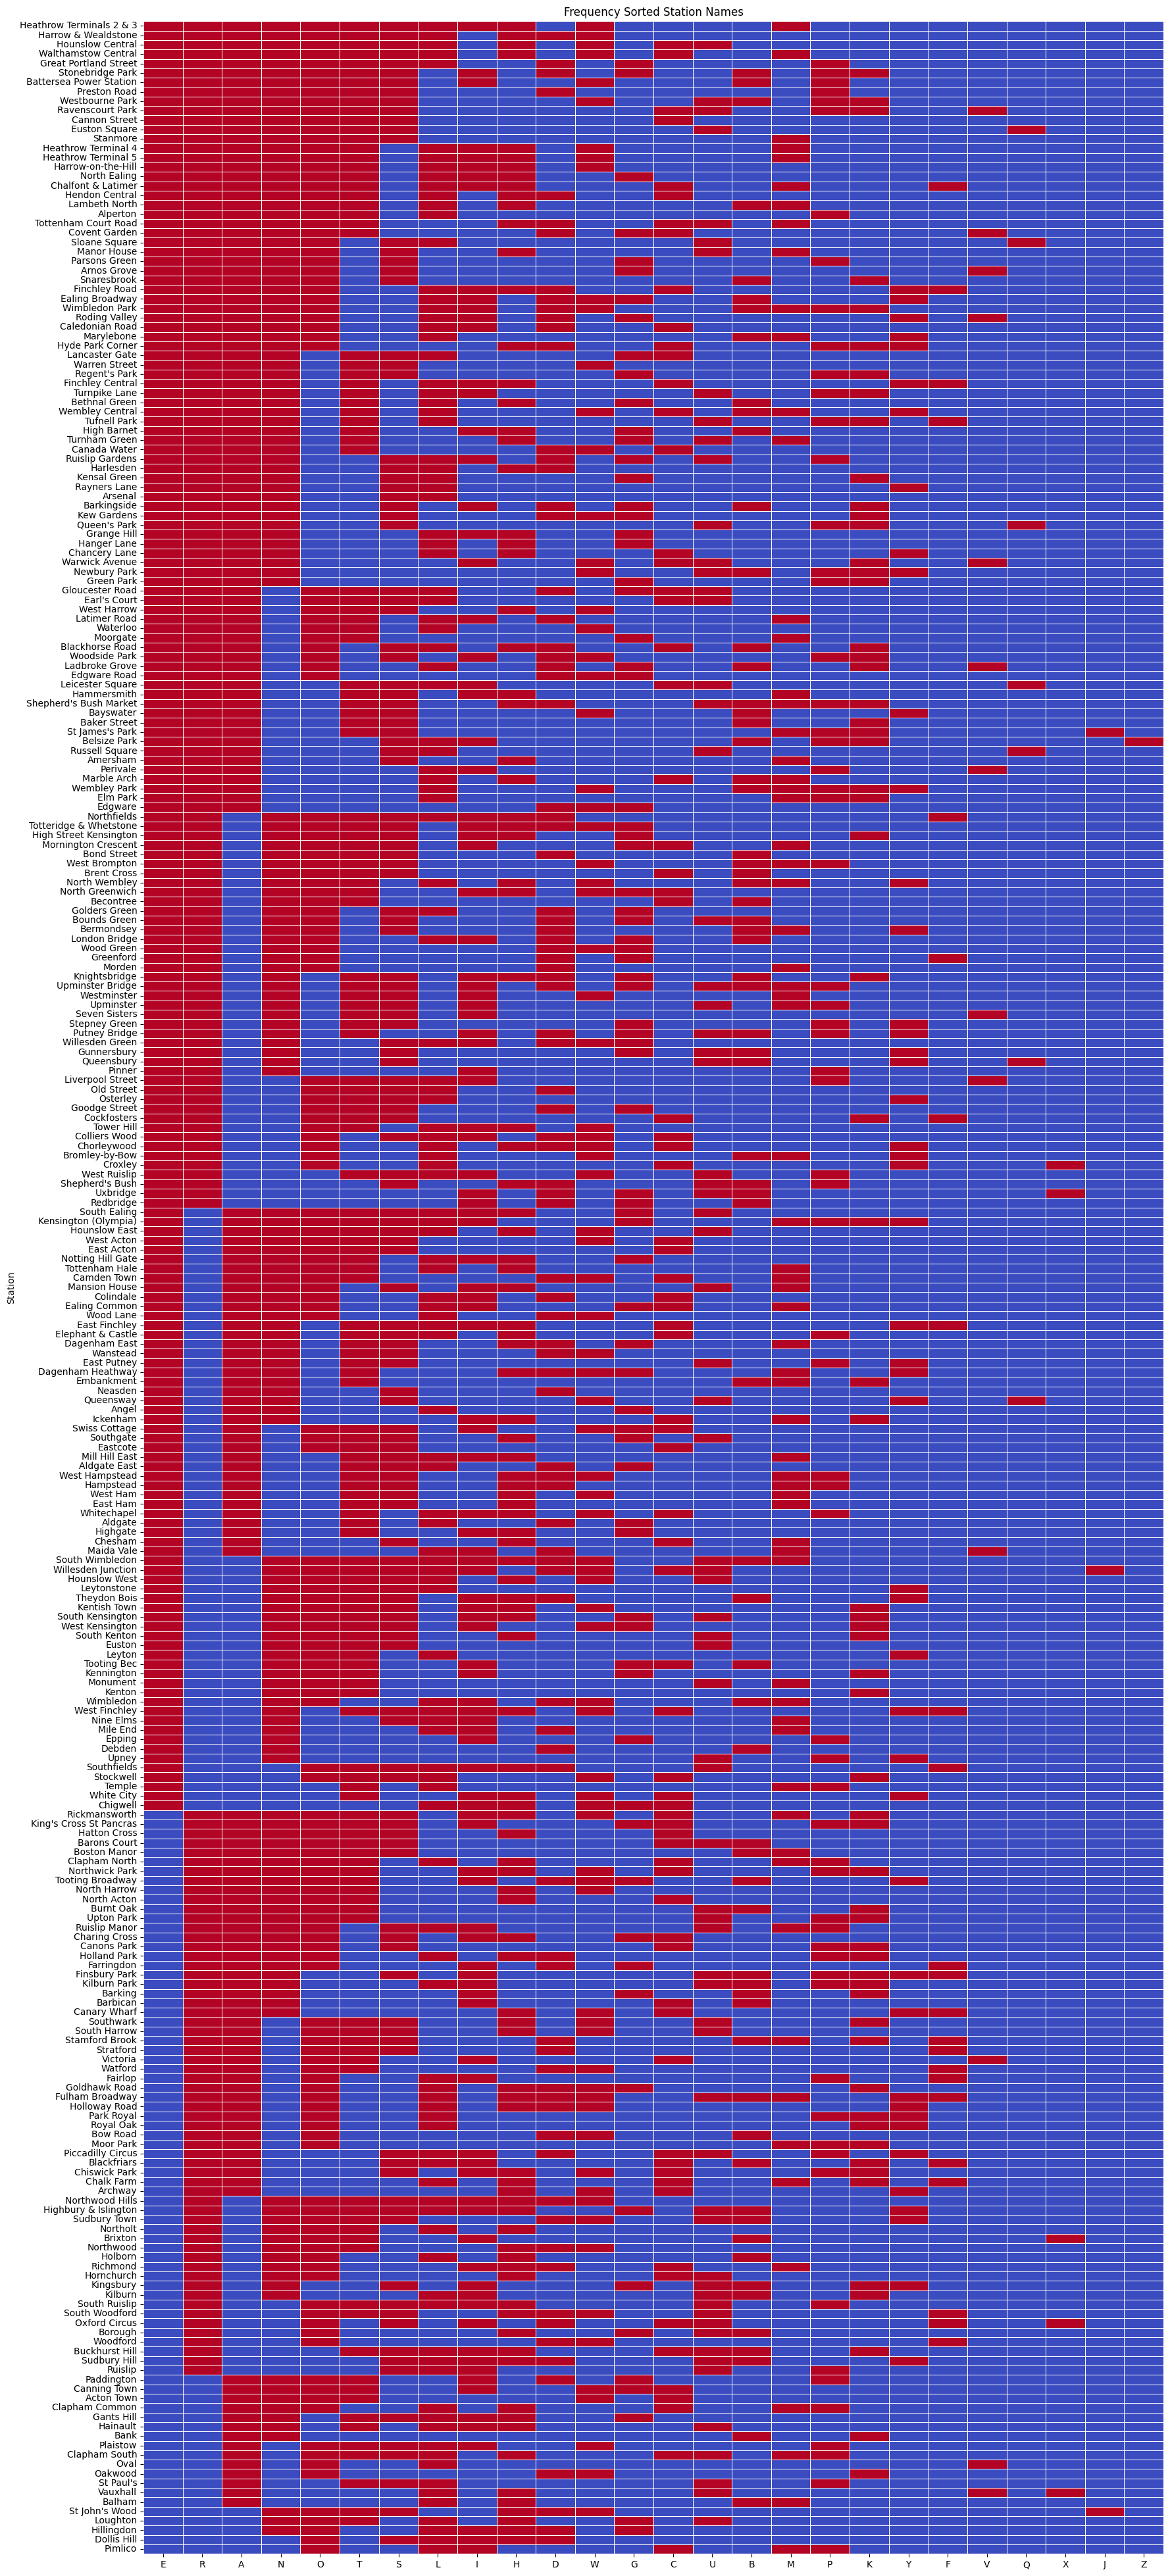 Frequency Sorted Station Names
Heathrow Terminals 2 & 3
Harrow & Wealdstone
Hounslow Central
Walthamstow Central
Great Portland Street
Stonebridge Park
Battersea Power Station
Preston Road
Westbourne Park
Ravenscourt Park
Cannon Street
Euston Square
Stanmore
Heathrow Terminal 4
Heathrow Terminal 5
Harrow-on-the-Hill
North Ealing
Chalfont & Latimer
Hendon Central
Lambeth North
Alperton
Tottenham Court Road
Covent Garden
Sloane Square
Manor House
Parsons Green
Arnos Grove
Snaresbrook
Finchley Road
Ealing Broadway
Wimbledon Park
Roding Valley
Caledonian Road
Marylebone
Hyde Park Corner
Lancaster Gate
Warren Street
Regent's Park
Finchley Central
Turnpike Lane
Bethnal Green
Wembley Central
Tufnell Park
High Barnet
Turnham Green
Canada Water
Ruislip Gardens
Harlesden
Kensal Green
Rayners Lane
Arsenal
Barkingside
Kew Gardens
Queen's Park
Grange Hill
Hanger Lane
Chancery Lane
Warwick Avenue
Newbury Park
Green Park
Gloucester Road
Earl's Court
West Harrow
Latimer Road
Waterloo
Moorgate
Blackhorse Road
Woodside Park
Ladbroke Grove
Edgware Road
Leicester Square
Hammersmith
Shepherd's Bush Market
Bayswater
Baker Street
St James's Park
Belsize Park
Russell Square
Amersham
Perivale
Marble Arch
Wembley Park
Elm Park
Edgware
Northfields
Totteridge & Whetstone
High Street Kensington
Mornington Crescent
Bond Street
West Brompton
Brent Cross
North Wembley
North Greenwich
Becontree
Golders Green
Bounds Green
Bermondsey
London Bridge
Wood Green
Greenford
Morden
Knightsbridge
Upminster Bridge
Westminster
Upminster
Seven Sisters
Stepney Green
Putney Bridge
Willesden Green
Gunnersbury
Queensbury
Pinner
Liverpool Street
Old Street
Osterley
Goodge Street
Cockfosters
Tower Hill
Colliers Wood
Chorleywood
Bromley-by-Bow
Croxley
West Ruislip
Shepherd's Bush
Uxbridge
Redbridge
South Ealing
Kensington (Olympia)
Hounslow East
West Acton
East Acton
Notting Hill Gate
Tottenham Hale
Camden Town
Mansion House
Colindale
Ealing Common
Wood Lane
East Finchley
Elephant & Castle
Dagenham East
Wanstead
East Putney
Dagenham Heathway
Embankment
Neasden
Queensway
Angel
Ickenham
Swiss Cottage
Southgate
Eastcote
Mill Hill East
Aldgate East
West Hampstead
Hampstead
West Ham
East Ham
Whitechapel
Aldgate
Highgate
Chesham
Maida Vale
South Wimbledon
Willesden Junction
Hounslow West
Leytonstone
Theydon Bois
Kentish Town
South Kensington
West Kensington
South Kenton
Euston
Leyton
Tooting Bec
Kennington
Monument
Kenton
Wimbledon
West Finchley
Nine Elms
Mile End
Epping
Debden
Upney
Southfields
Stockwell
Temple
White City
Chigwell
Rickmansworth
King's Cross St Pancras
Hatton Cross
Barons Court
Boston Manor
Clapham North
Northwick Park
Tooting Broadway
North Harrow
North Acton
Burnt Oak
Upton Park
Ruislip Manor
Charing Cross
Canons Park
Holland Park
Farringdon
Finsbury Park
Kilburn Park
Barking
Barbican
Canary Wharf
Southwark
South Harrow
Stamford Brook
Stratford
Victoria
Watford
Fairlop
Goldhawk Road
Fulham Broadway
Holloway Road
Park Royal
Royal Oak
Bow Road
Moor Park
Piccadilly Circus
Blackfriars
Chiswick Park
Chalk Farm
Archway
Northwood Hills
Highbury & Islington
Sudbury Town
Northolt
Brixton
Northwood
Holborn
Richmond
Hornchurch
Kingsbury
Kilburn
South Ruislip
South Woodford
Oxford Circus
Borough
Woodford
Buckhurst Hill
Sudbury Hill
Ruislip
Paddington
Canning Town
Acton Town
Clapham Common
Gants Hill
Hainault
Bank
Plaistow
Clapham South
Oval
Oakwood
St Paul's
Vauxhall
Balham
St John's Wood
Loughton
Hillingdon
Dollis Hill
Pimlico
Station
E R A N O T S L I H D W G C U B M P K Y F V Q X J Z